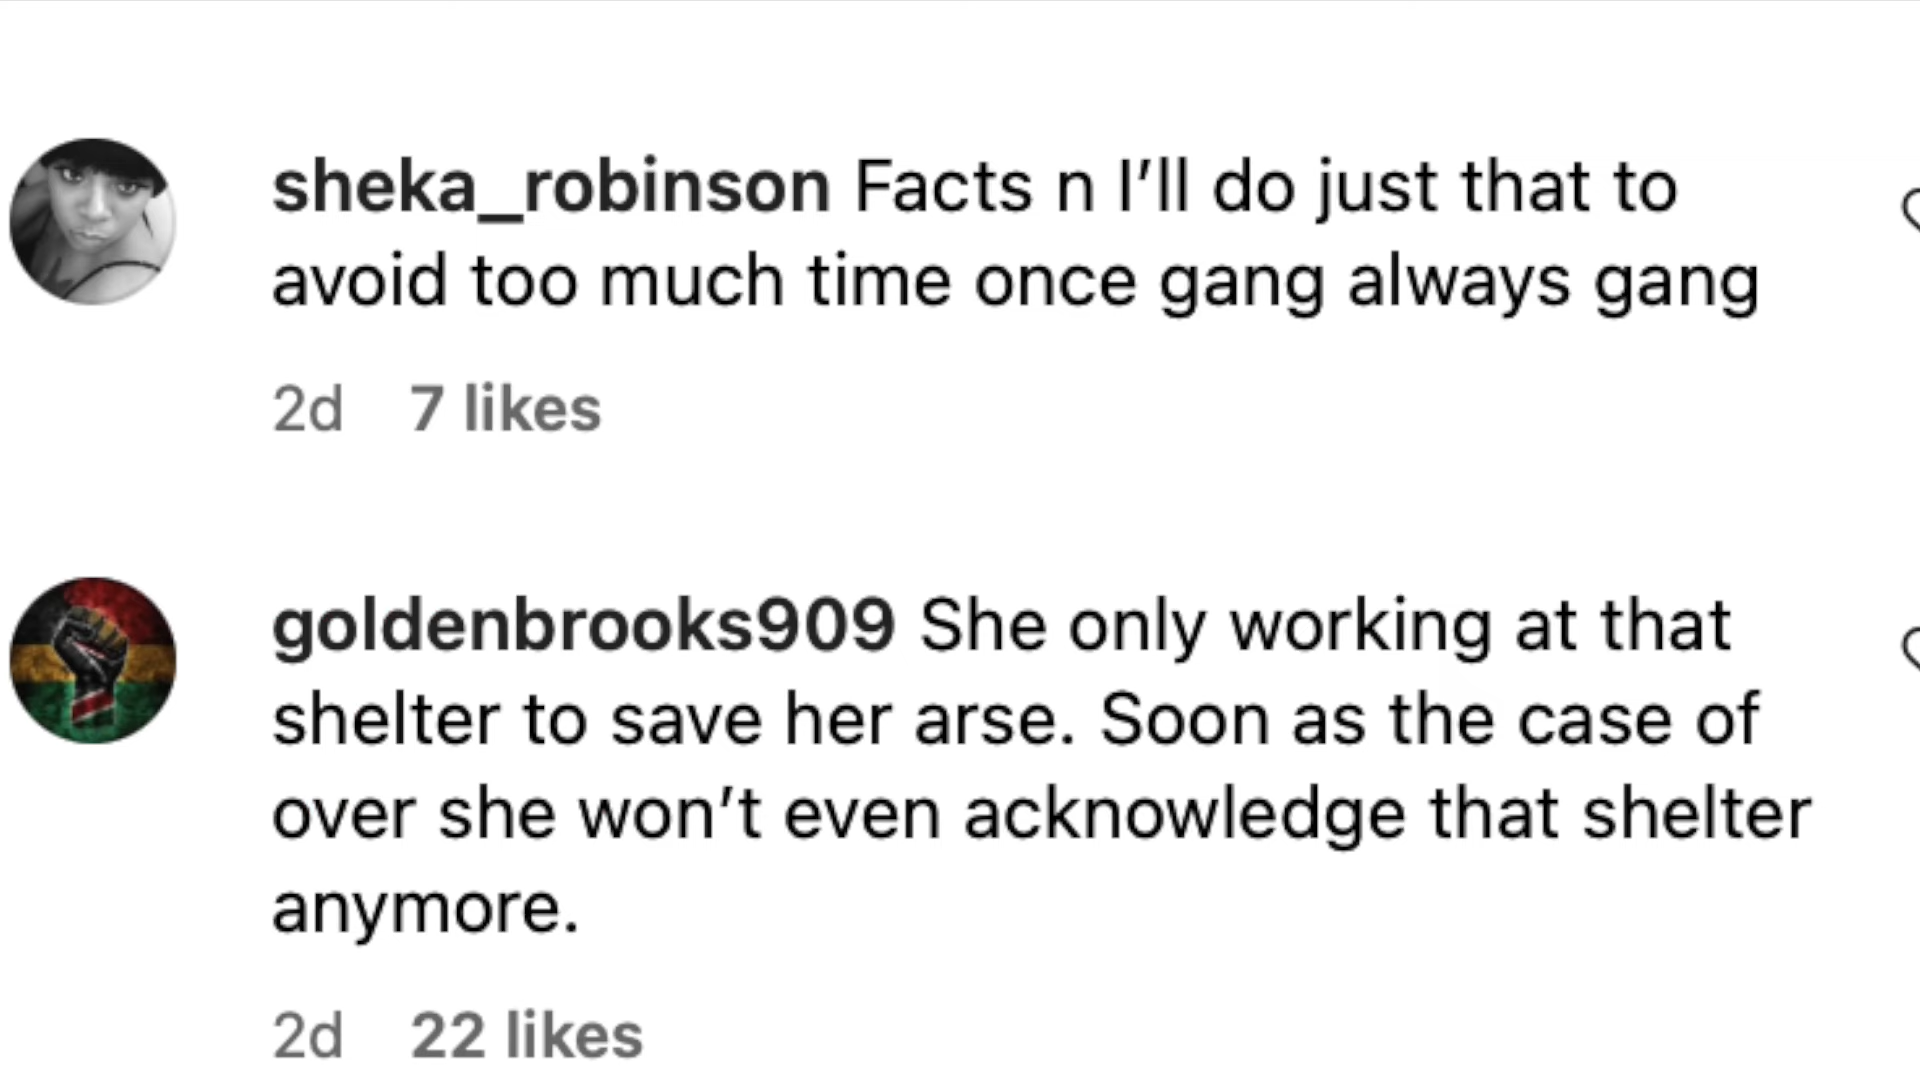 sheka_robinson Facts n I’ll do just that to
avoid too much time once gang always gang
2d 7 likes
goldenbrooks909 She only working at that
shelter to save her arse. Soon as the case of
over she won’t even acknowledge that shelter
anymore.
2d 22 likes